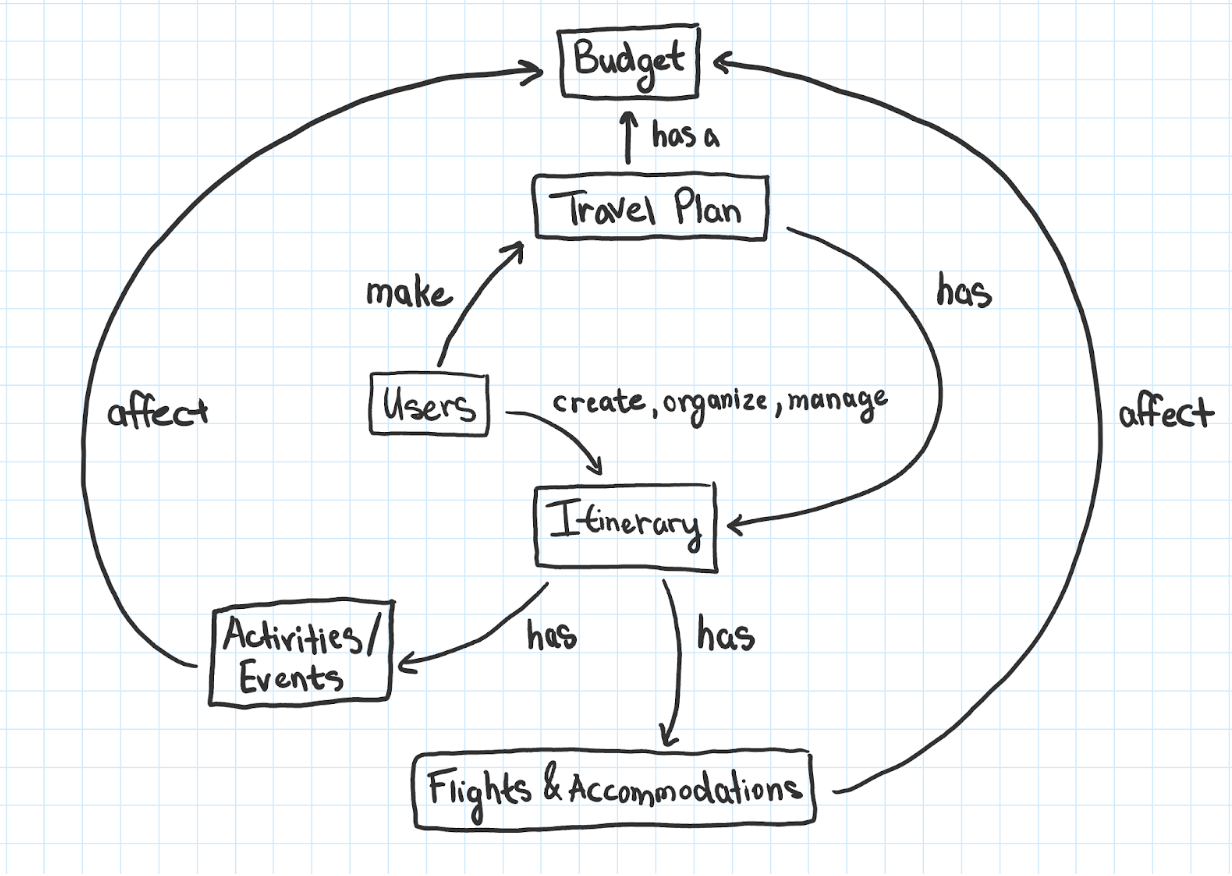 Budget
has a
Travel Plan
make
has
Users
create, organize, manage
affect
affect
Itinerary
Activities/
Events
has
has
Flights & Accommodations